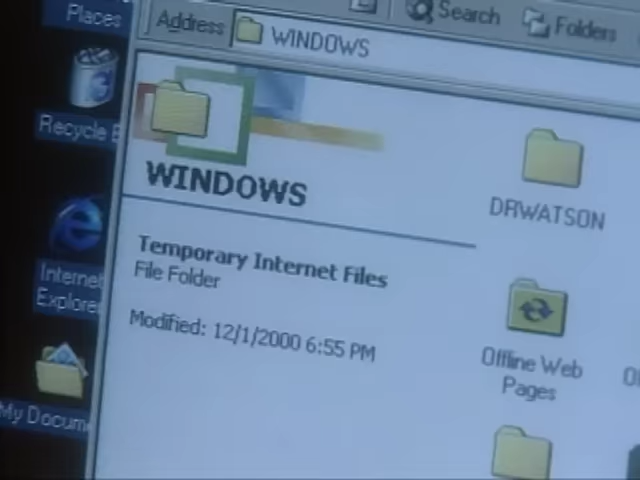 Places
Address WINDOWS
Search
Folders
Recycle
WINDOWS
DRWATSON
Temporary Internet Files
File Folder
Internet
Explorer
Modified: 12/1/2000 6:55 PM
Offline Web
Pages
My Docum